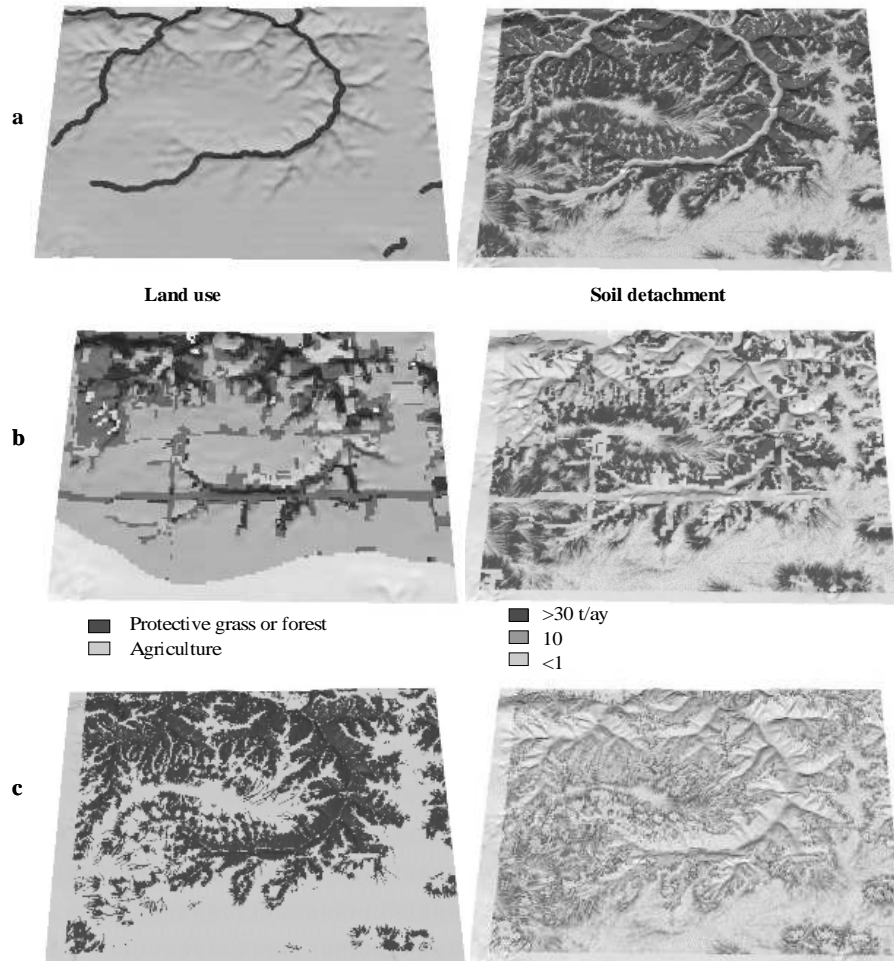 a
Land use
Soil detachment
b
Protective grass or forest
Agriculture
>30 t/ay
10
<1
c